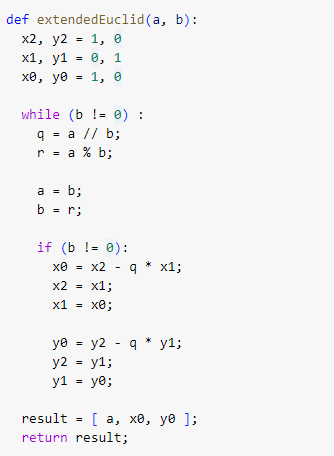 def extendedEuclid(a, b):
  x2, y2 = 1, 0
  x1, y1 = 0, 1
  x0, y0 = 1, 0

  while (b != 0) :
    q = a // b;
    r = a % b;

    a = b;
    b = r;

    if (b != 0):
      x0 = x2 - q * x1;
      x2 = x1;
      x1 = x0;

      y0 = y2 - q * y1;
      y2 = y1;
      y1 = y0;

  result = [ a, x0, y0 ];
  return result;